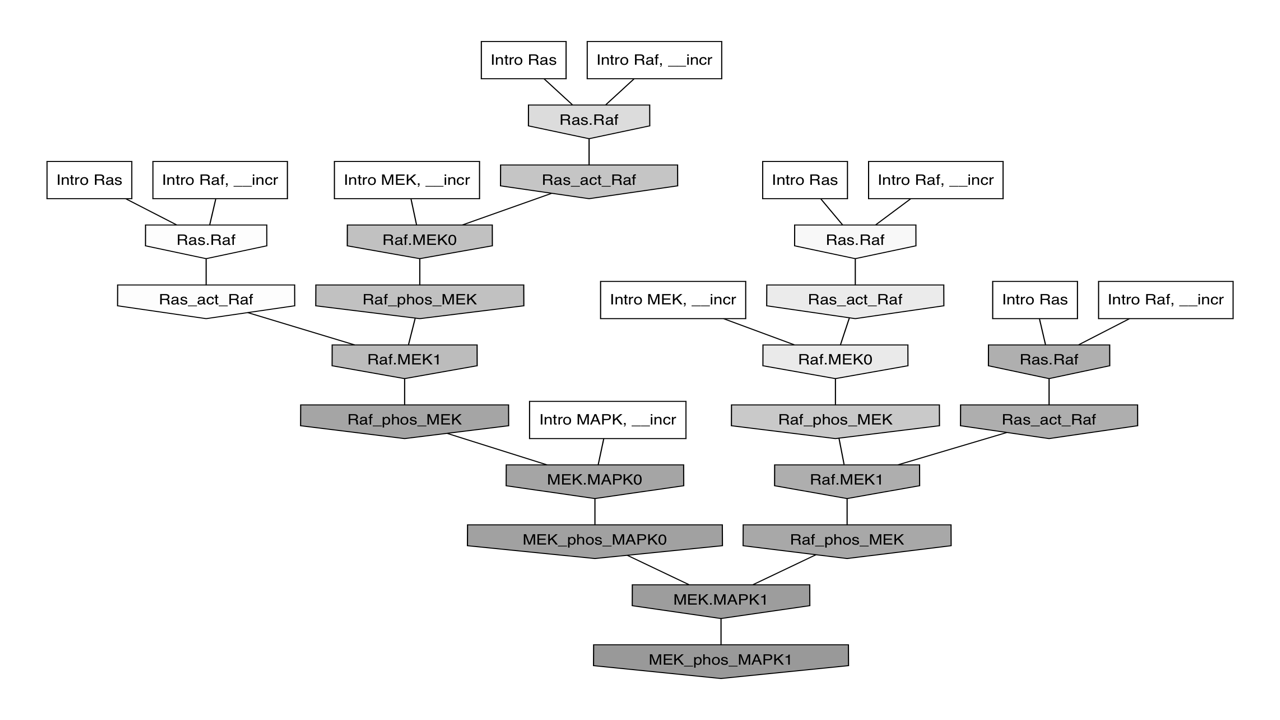 Intro Ras
Intro Raf, __incr
Ras.Raf
Intro Ras
Intro Raf, __incr
Intro MEK, __incr
Ras_act_Raf
Intro Ras
Intro Raf, __incr
Ras.Raf
Raf.MEK0
Ras.Raf
Ras_act_Raf
Raf_phos_MEK
Intro MEK, __incr
Ras_act_Raf
Intro Ras
Intro Raf, __incr
Raf.MEK1
Raf.MEK0
Ras.Raf
Raf_phos_MEK
Intro MAPK, __incr
Raf_phos_MEK
Ras_act_Raf
MEK.MAPK0
Raf.MEK1
MEK_phos_MAPK0
Raf_phos_MEK
MEK.MAPK1
MEK_phos_MAPK1